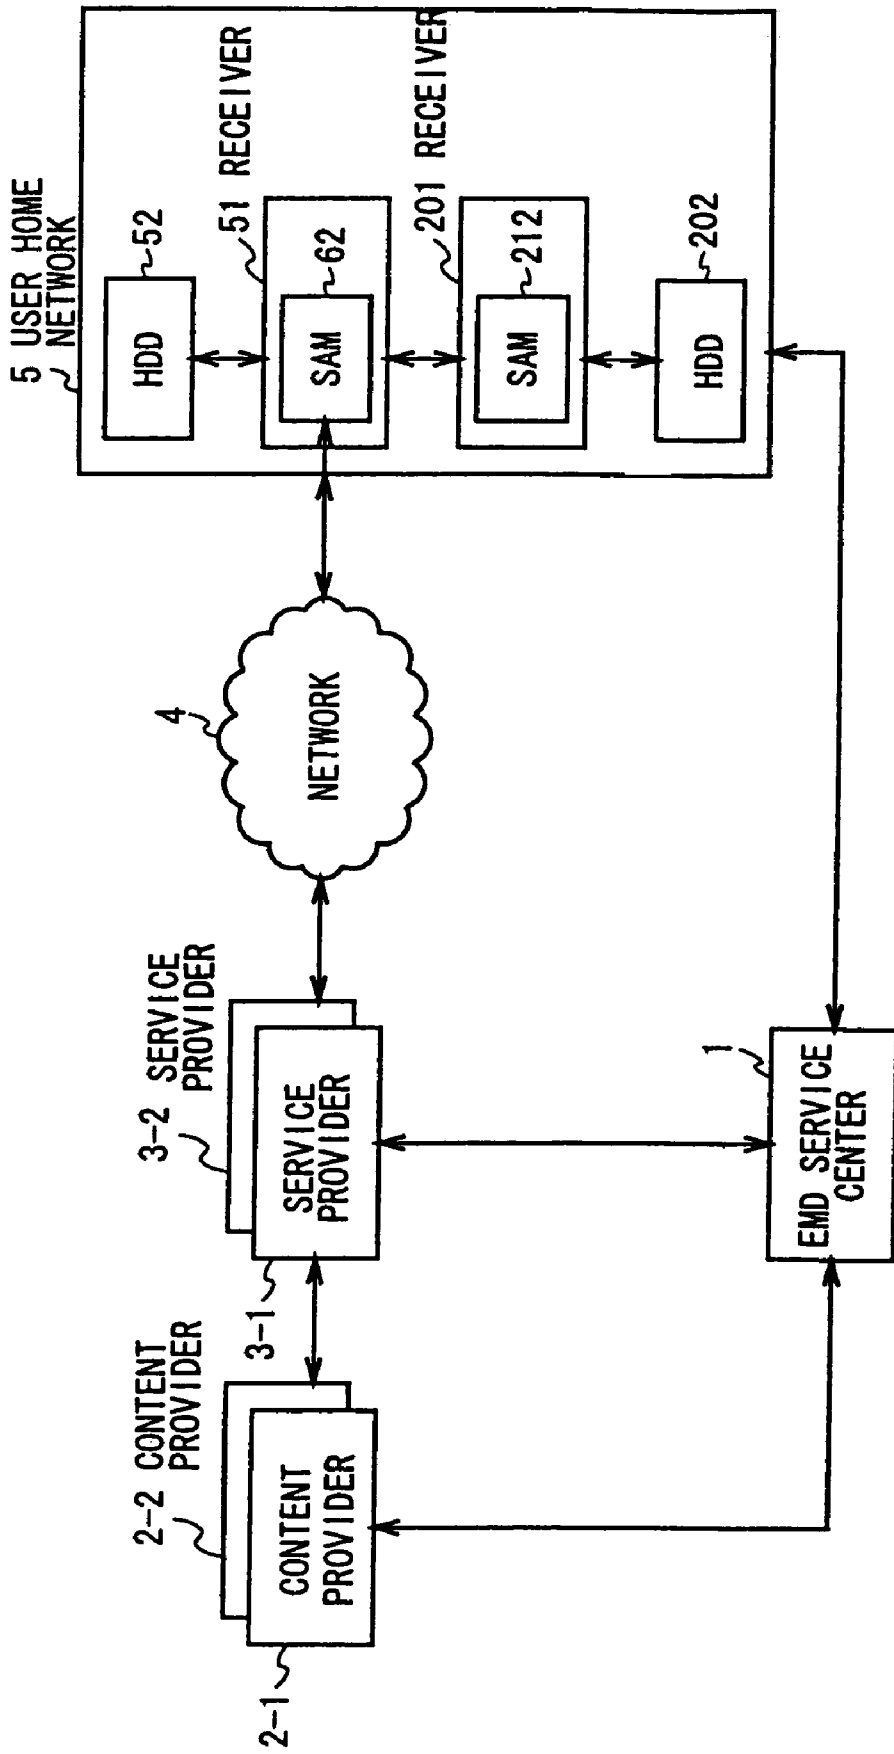 5 USER HOME
NETWORK
52
HDD
51 RECEIVER
62
SAM
201 RECEIVER
212
SAM
202
HDD
4
NETWORK
3-2 SERVICE
PROVIDER
SERVICE
PROVIDER
3-1
2-2 CONTENT
PROVIDER
CONTENT
PROVIDER
2-1
1
EMD SERVICE
CENTER